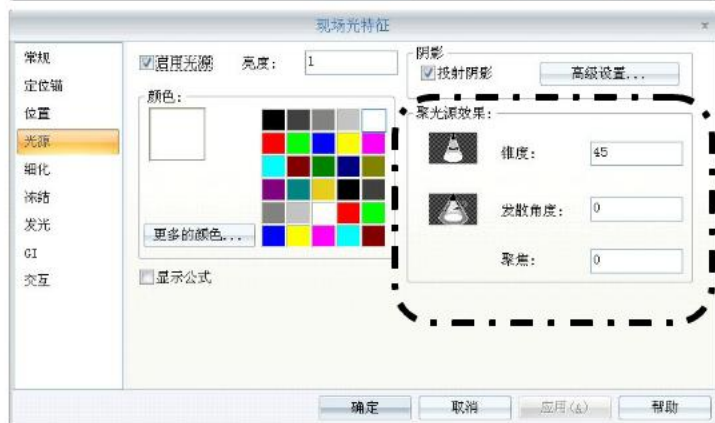 现场光特征
常规
定位锚
位置
光源
细化
冻结
发光
GI
交互
启用光源 亮度: 1
颜色:
更多的颜色...
显示公式
阴影
投射阴影 高级设置...
聚光源效果:
锥度: 45
发散角度: 0
聚焦: 0
确定 取消 应用(A) 帮助